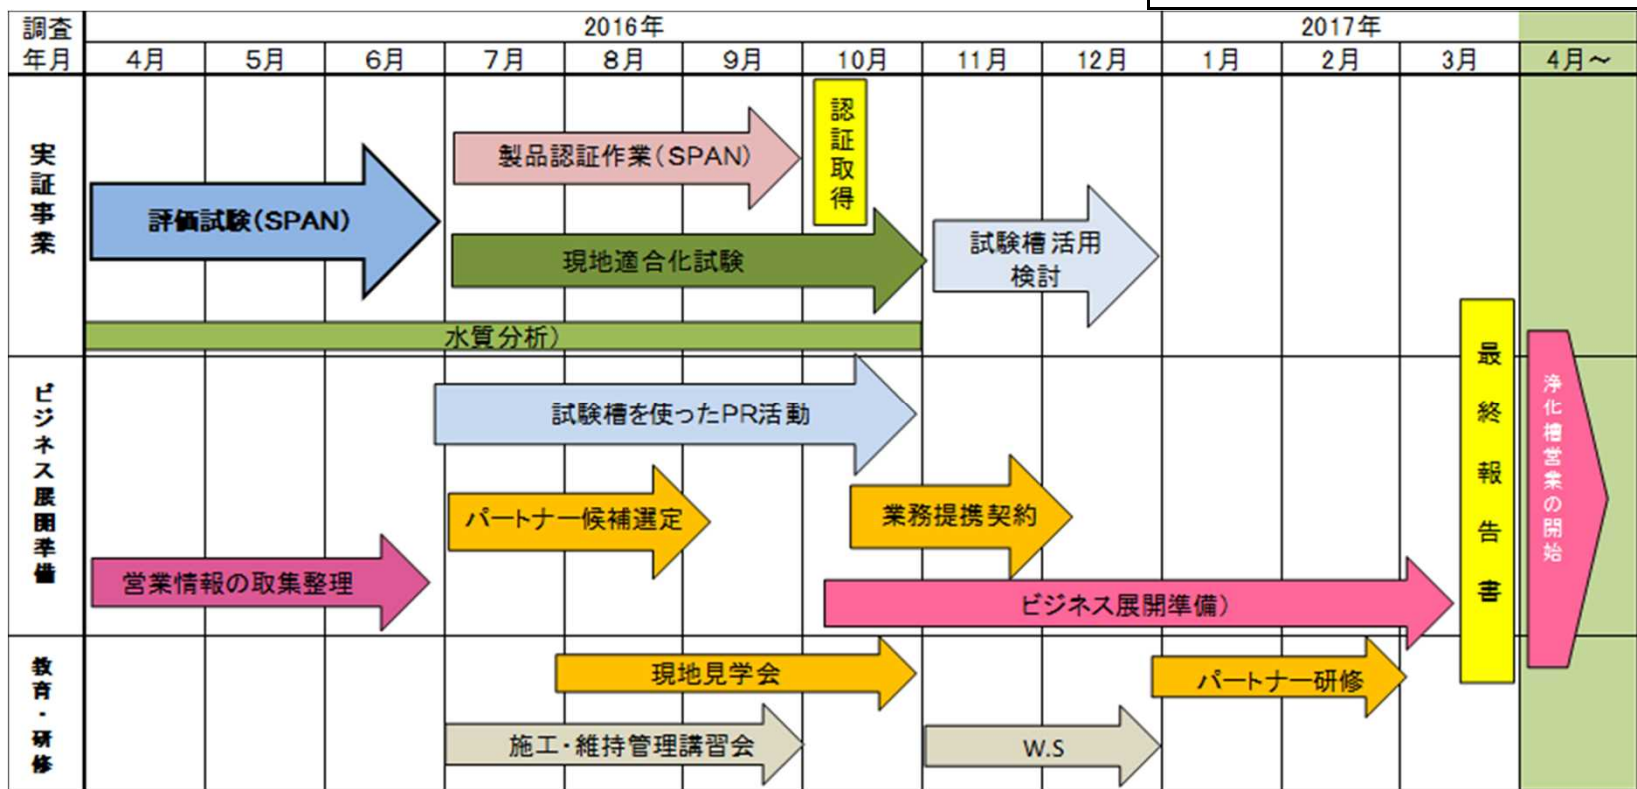 調査
年月
2016年
2017年
4月
5月
6月
7月
8月
9月
10月
11月
12月
1月
2月
3月
4月～
実証事業
評価試験(SPAN)
製品認証作業(SPAN)
認証取得
現地適合化試験
試験槽活用
検討
水質分析)
ビジネス展開準備
試験槽を使ったPR活動
パートナー候補選定
業務提携契約
営業情報の取集整理
ビジネス展開準備)
最終報告書
浄化槽営業の開始
教育・研修
現地見学会
パートナー研修
施工・維持管理講習会
W.S